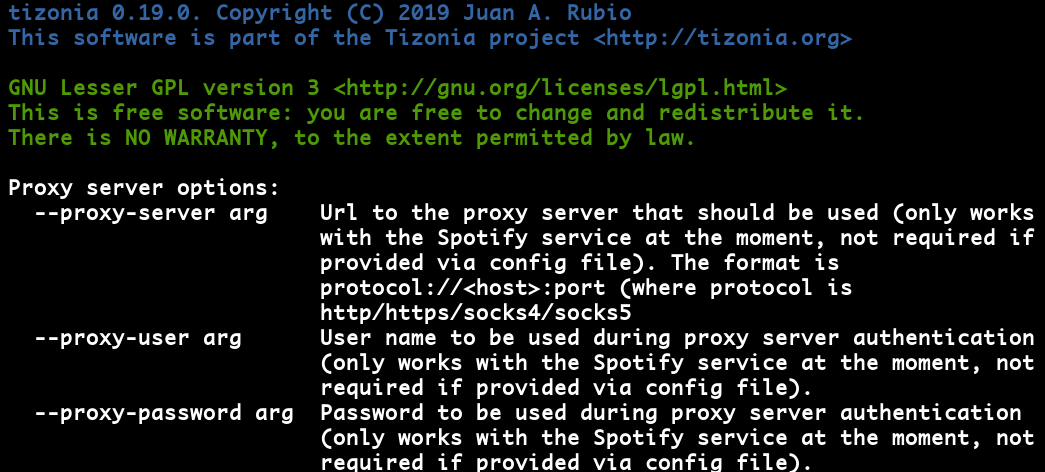 tizonia 0.19.0. Copyright (C) 2019 Juan A. Rubio
This software is part of the Tizonia project <http://tizonia.org>
GNU Lesser GPL version 3 <http://gnu.org/licenses/lgpl.html>
This is free software: you are free to change and redistribute it.
There is NO WARRANTY, to the extent permitted by law.
Proxy server options:
--proxy-server arg Url to the proxy server that should be used (only works
with the Spotify service at the moment, not required if
provided via config file). The format is
protocol://<host>:port (where protocol is
http/https/socks4/socks5
--proxy-user arg User name to be used during proxy server authentication
(only works with the Spotify service at the moment, not
required if provided via config file).
--proxy-password arg Password to be used during proxy server authentication
(only works with the Spotify service at the moment, not
required if provided via config file).